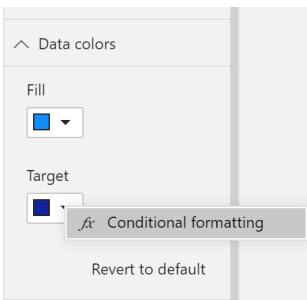 Data colors
Fill
Target
fx Conditional formatting
Revert to default